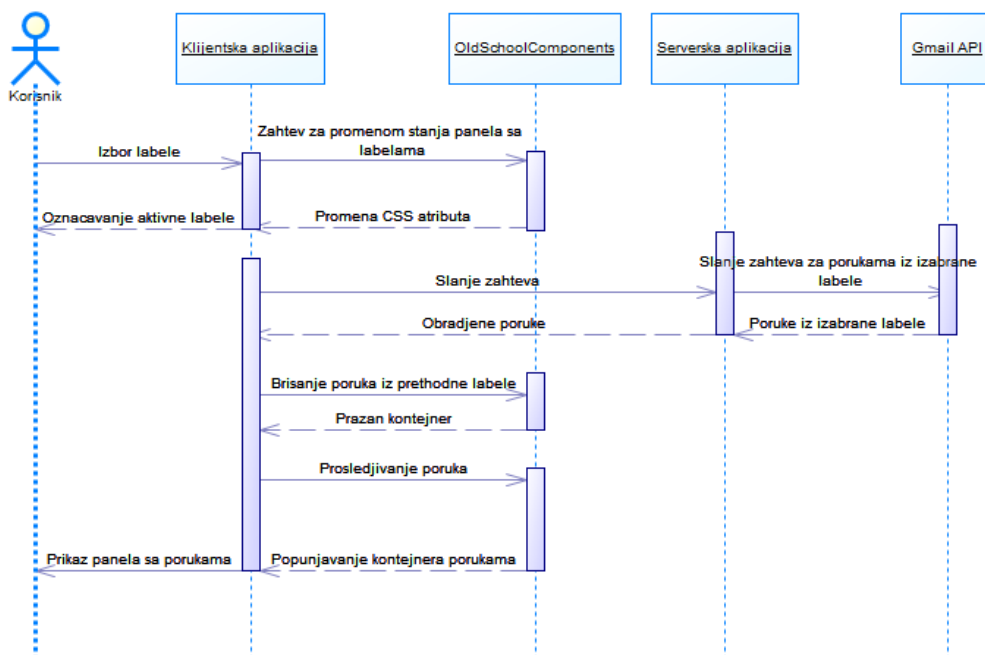 Korisnik
Klijentska aplikacija
OldSchoolComponents
Serverska aplikacija
Gmail API
Izbor labele
Zahtev za promenom stanja panela sa
labelama
Oznacavanje aktivne labele
Promena CSS atributa
Slanje zahteva
Slanje zahteva za porukama iz izabrane
labele
Obradjene poruke
Poruke iz izabrane labele
Brisanje poruka iz prethodne labele
Prazan kontejner
Prosledjivanje poruka
Prikaz panela sa porukama
Popunjavanje kontejnera porukama